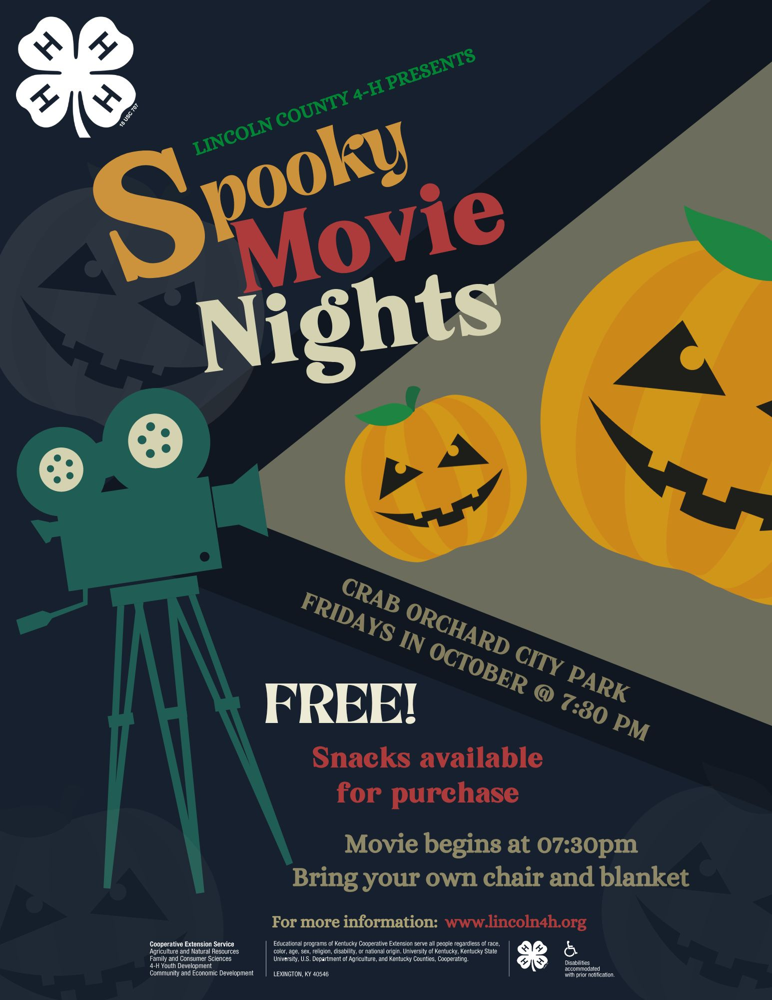 H H
H H
18 USC 707
LINCOLN COUNTY 4-H PRESENTS
Spooky
Movie
Nights
CRAB ORCHARD CITY PARK
FRIDAYS IN OCTOBER @ 7:30 PM
FREE!
Snacks available
for purchase
Movie begins at 07:30pm
Bring your own chair and blanket
For more information: www.lincoln4h.org
Cooperative Extension Service
Agriculture and Natural Resources
Family and Consumer Sciences
4-H Youth Development
Community and Economic Development
Educational programs of Kentucky Cooperative Extension serve all people regardless of race,
color, age, sex, religion, disability, or national origin. University of Kentucky, Kentucky State
University, U.S. Department of Agriculture, and Kentucky Counties, Cooperating.
LEXINGTON, KY 40546
H H
H H
Disabilities
accommodated
with prior notification.